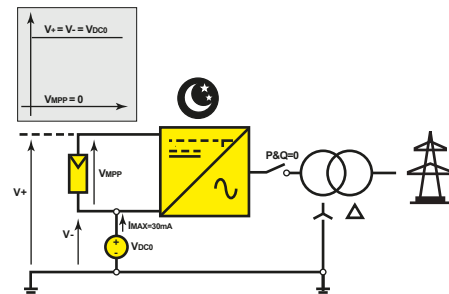 V+ = V- = VDC0
VMPP = 0
P&Q=0
VMPP
V+
IMAX=30mA
V-
+
-
VDC0